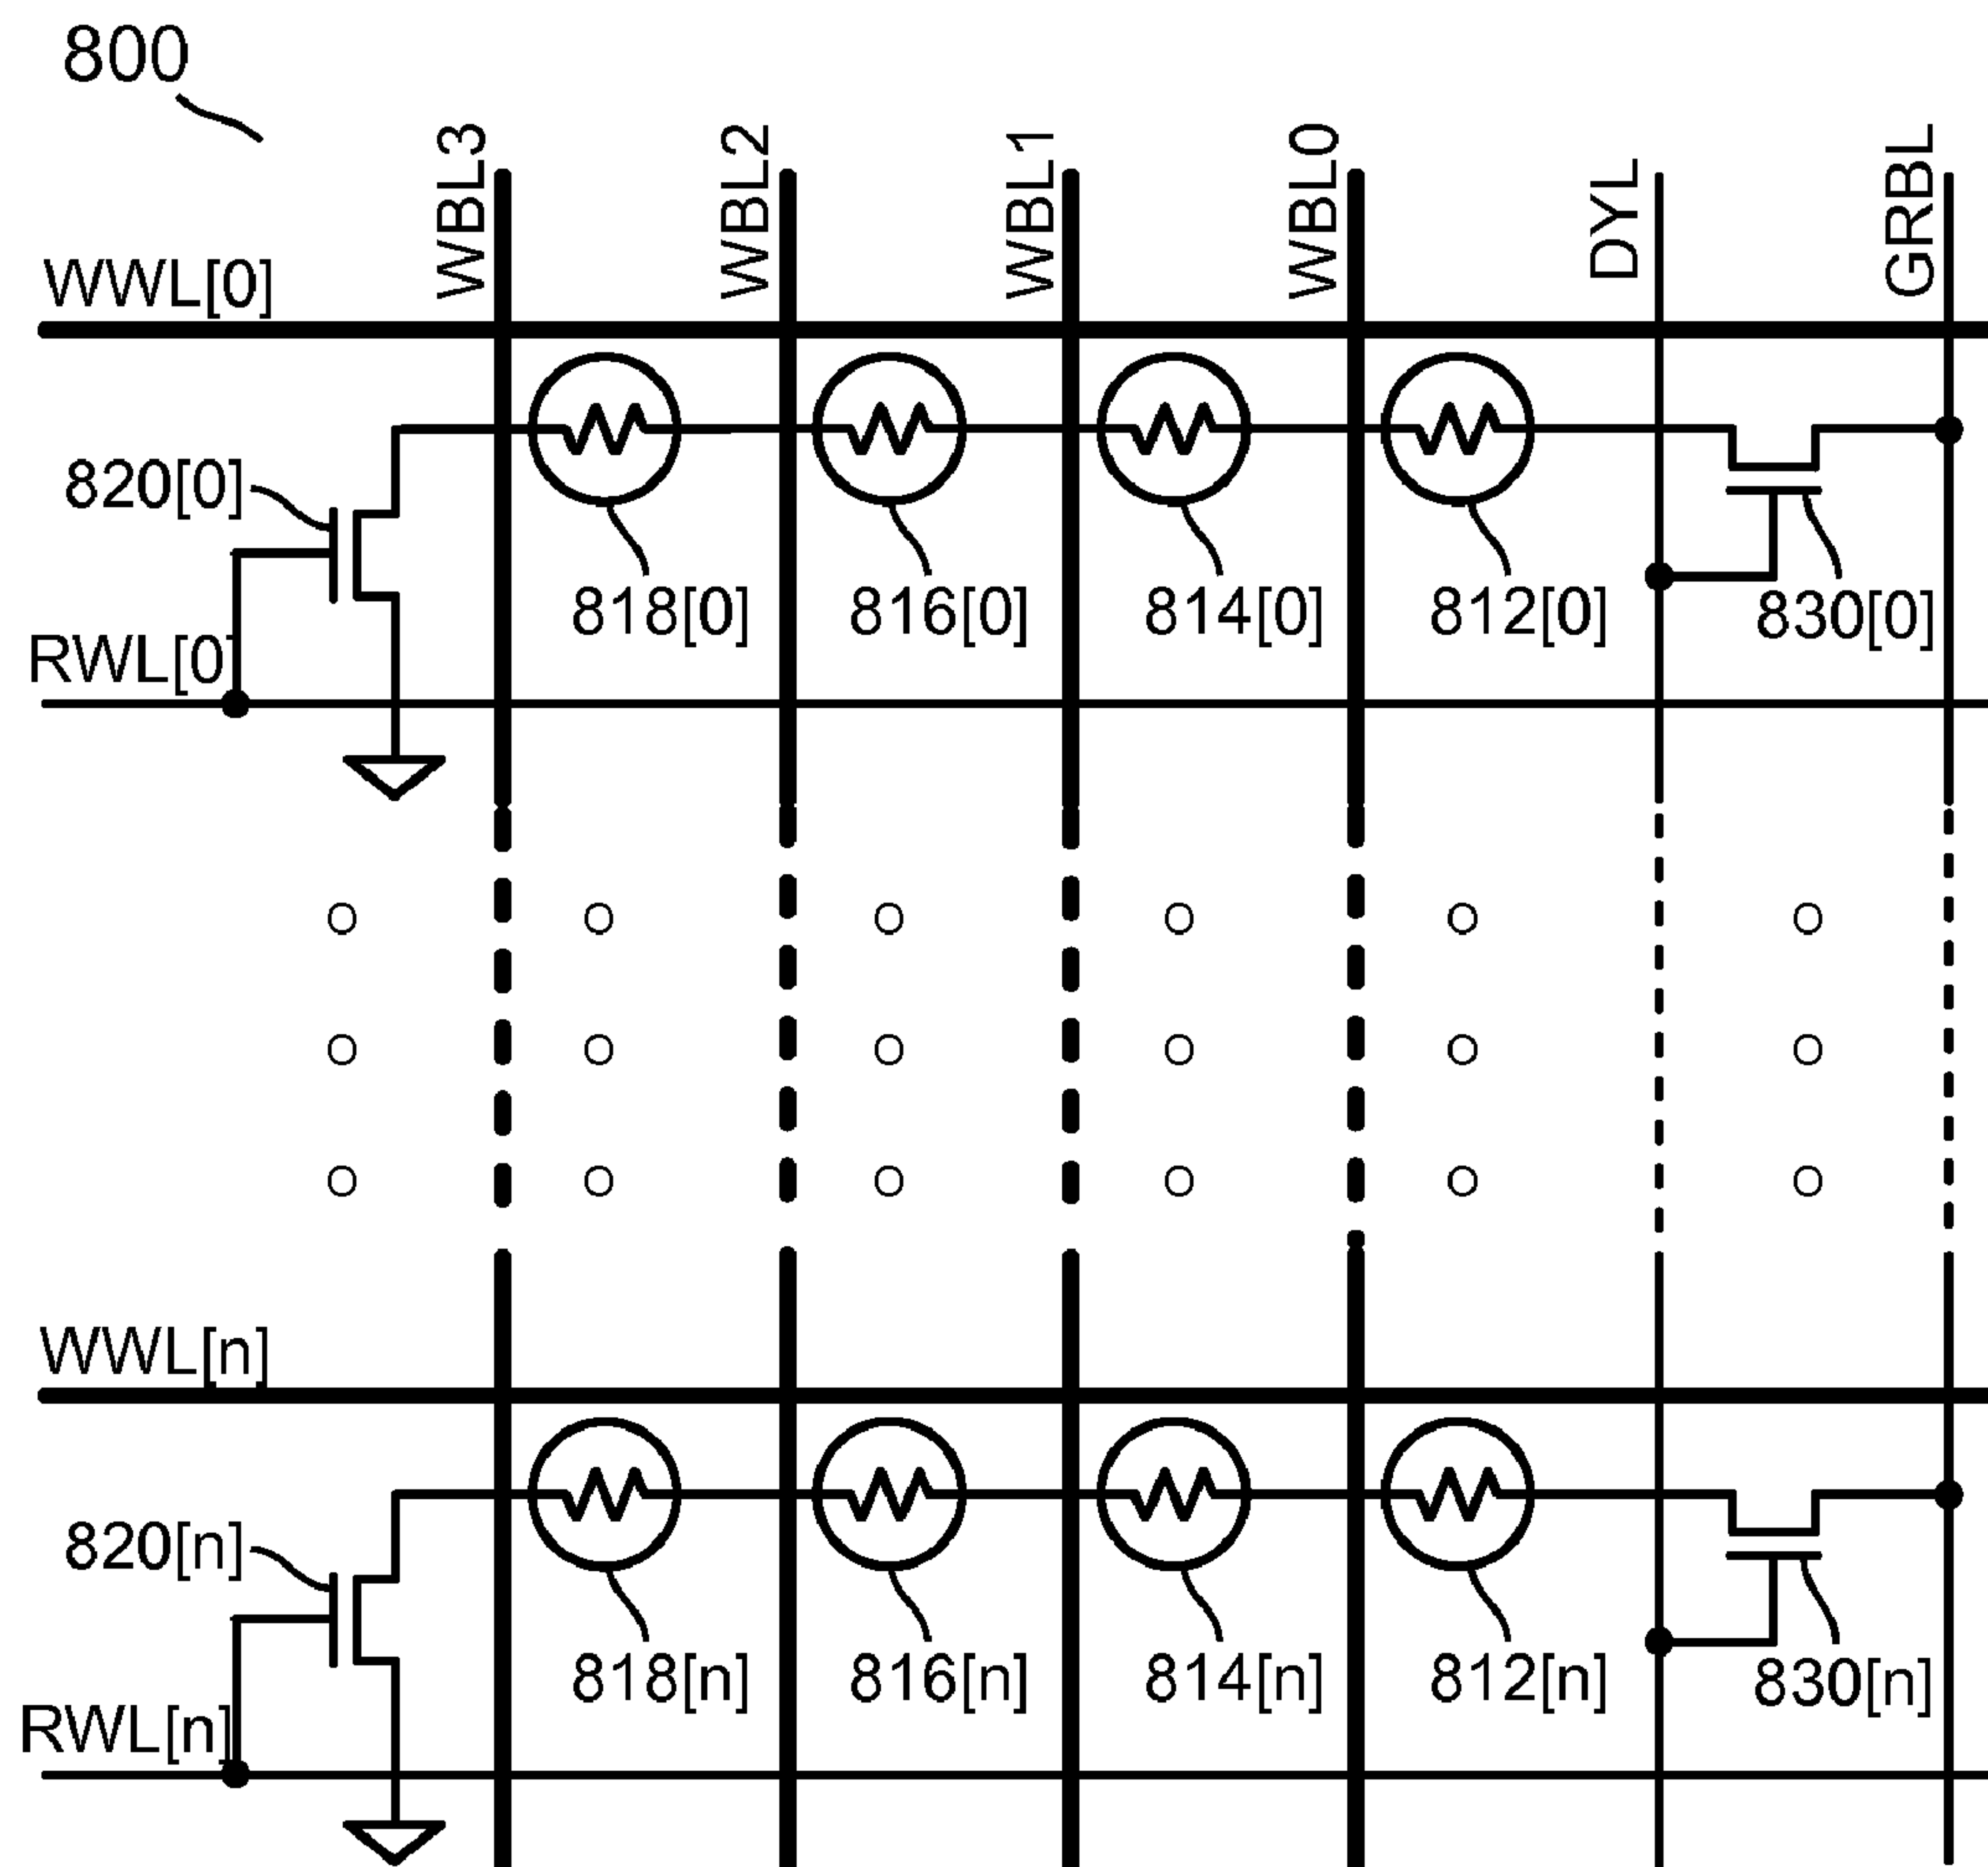 800
WBL3
WBL2
WBL1
WBL0
DYL
GRBL
WWL[0]
820[0]
818[0]
816[0]
814[0]
812[0]
830[0]
RWL[0]
WWL[n]
820[n]
818[n]
816[n]
814[n]
812[n]
830[n]
RWL[n]